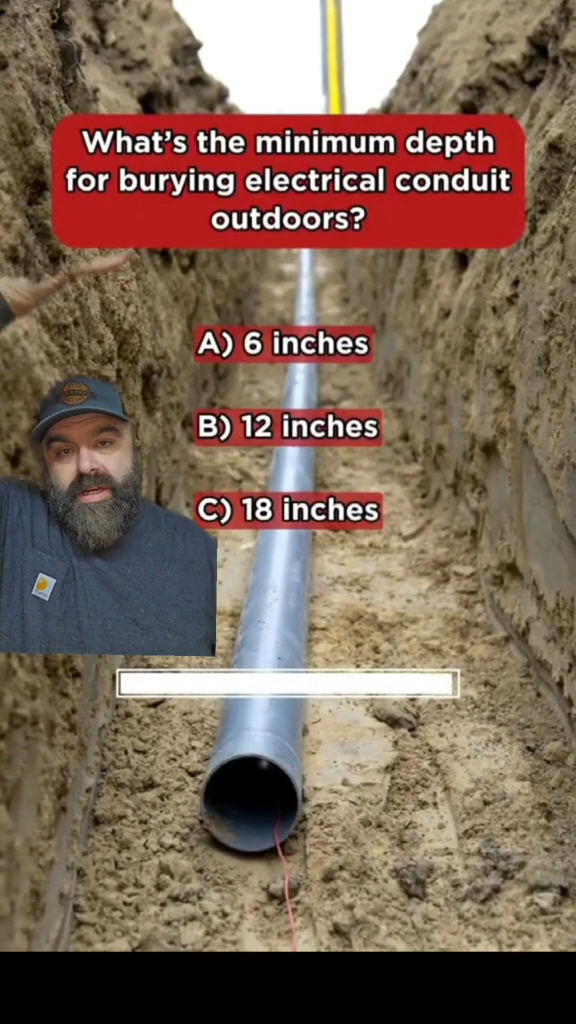 What's the minimum depth
for burying electrical conduit
outdoors?
A) 6 inches
B) 12 inches
C) 18 inches